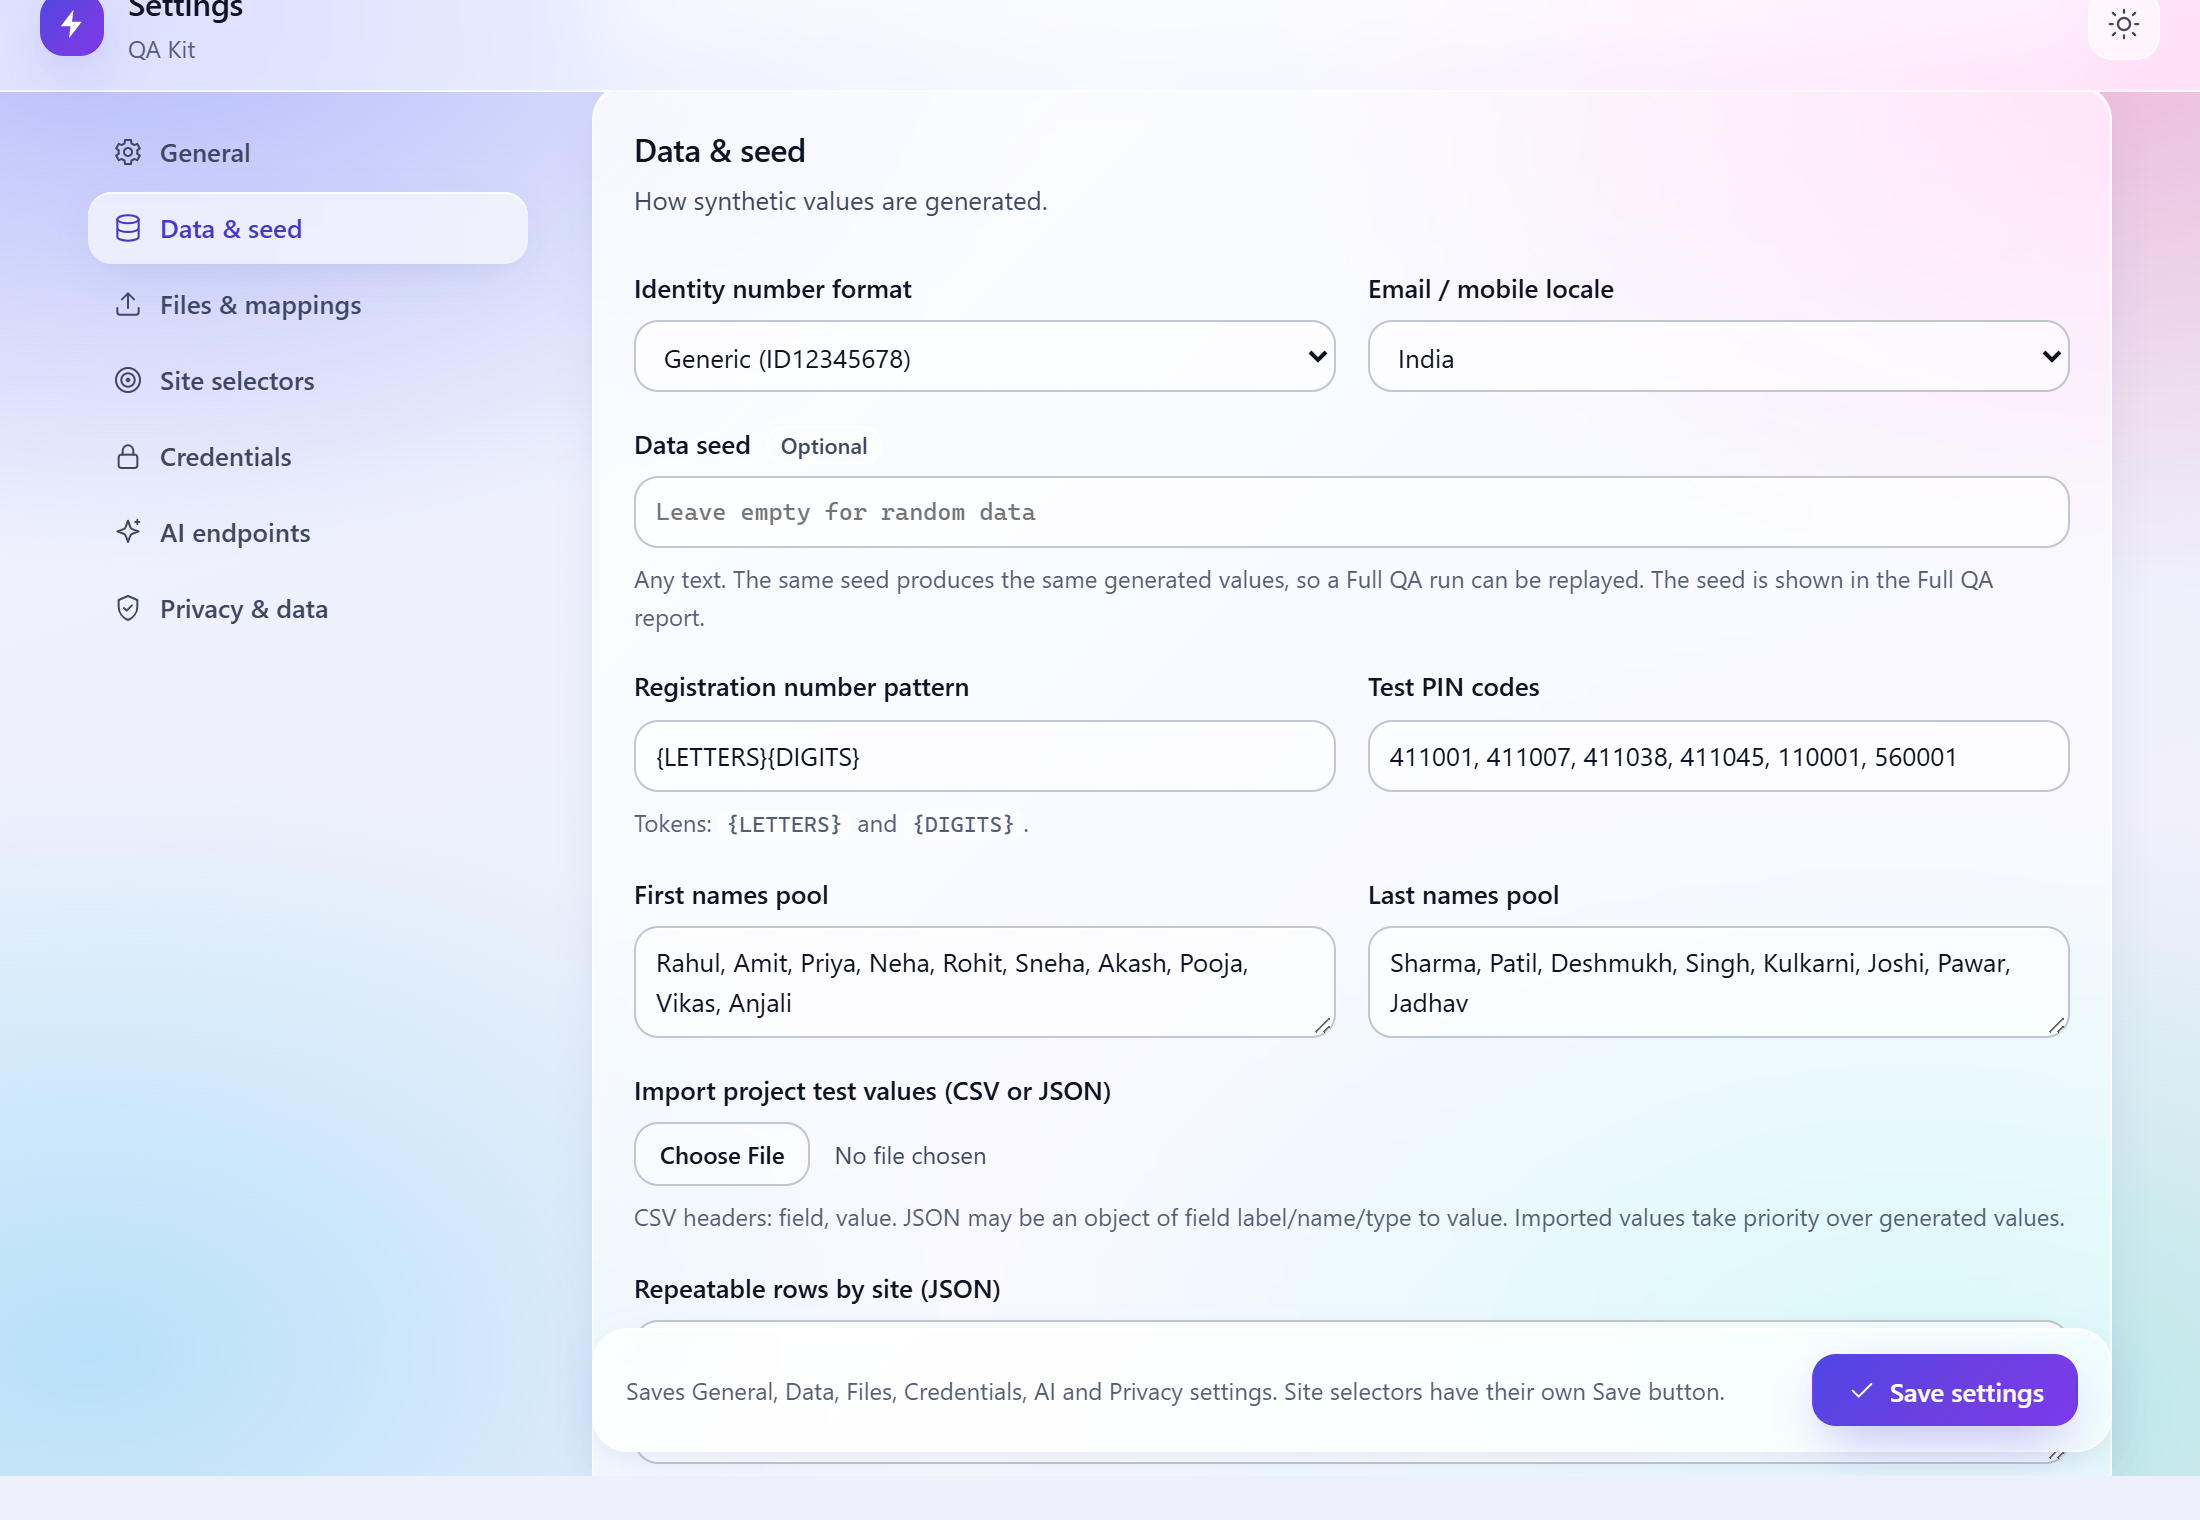 Settings
QA Kit
General
Data & seed
Files & mappings
Site selectors
Credentials
AI endpoints
Privacy & data
Data & seed
How synthetic values are generated.
Identity number format
Email / mobile locale
Generic (ID12345678)
India
Data seed Optional
Leave empty for random data
Any text. The same seed produces the same generated values, so a Full QA run can be replayed. The seed is shown in the Full QA
report.
Registration number pattern
Test PIN codes
{LETTERS}{DIGITS}
411001, 411007, 411038, 411045, 110001, 560001
Tokens: {LETTERS} and {DIGITS} .
First names pool
Last names pool
Rahul, Amit, Priya, Neha, Rohit, Sneha, Akash, Pooja,
Vikas, Anjali
Sharma, Patil, Deshmukh, Singh, Kulkarni, Joshi, Pawar,
Jadhav
Import project test values (CSV or JSON)
Choose File No file chosen
CSV headers: field, value. JSON may be an object of field label/name/type to value. Imported values take priority over generated values.
Repeatable rows by site (JSON)
Saves General, Data, Files, Credentials, AI and Privacy settings. Site selectors have their own Save button.
Save settings